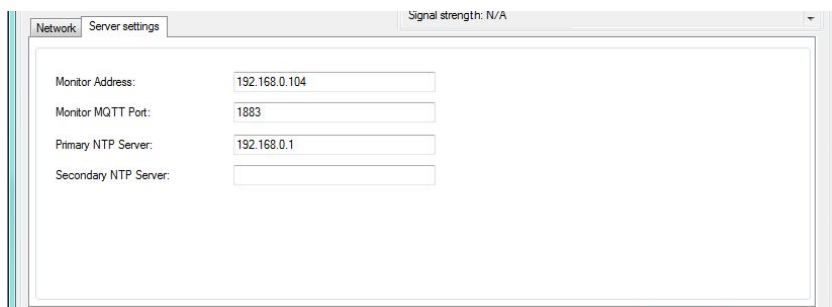 Signal strength: N/A
Network Server settings
Monitor Address: 192.168.0.104
Monitor MQTT Port: 1883
Primary NTP Server: 192.168.0.1
Secondary NTP Server: